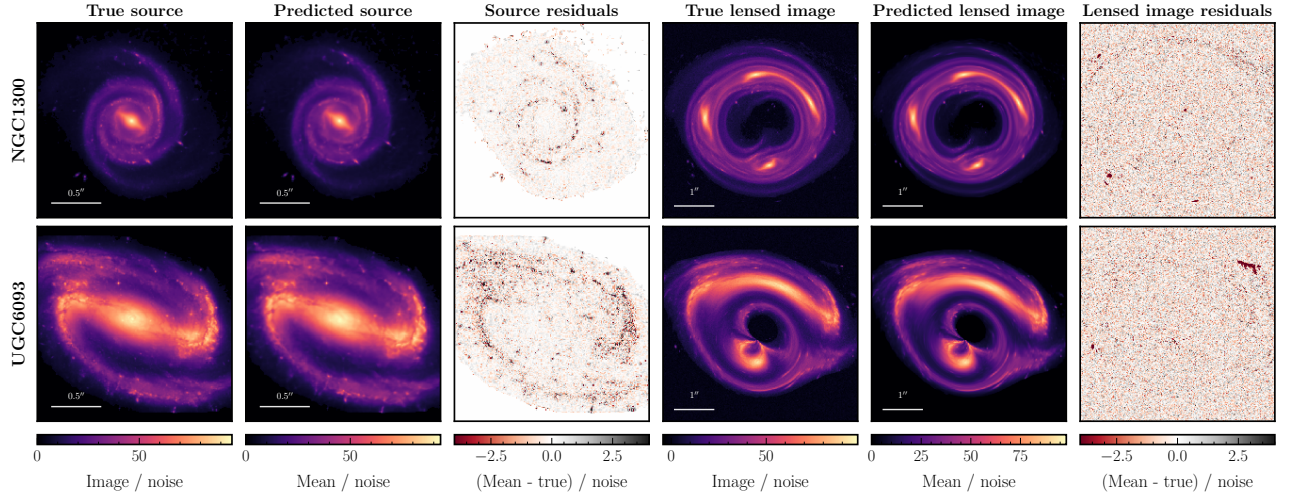 True source Predicted source Source residuals True lensed image Predicted lensed image Lensed image residuals
NGC1300
0.5″ 0.5″ 1″ 1″
UGC6093
0.5″ 0.5″ 1″ 1″
0 50 0 50 −2.5 0.0 2.5 0 50 0 25 50 75 −2.5 0.0 2.5
Image / noise Mean / noise (Mean - true) / noise Image / noise Mean / noise (Mean - true) / noise